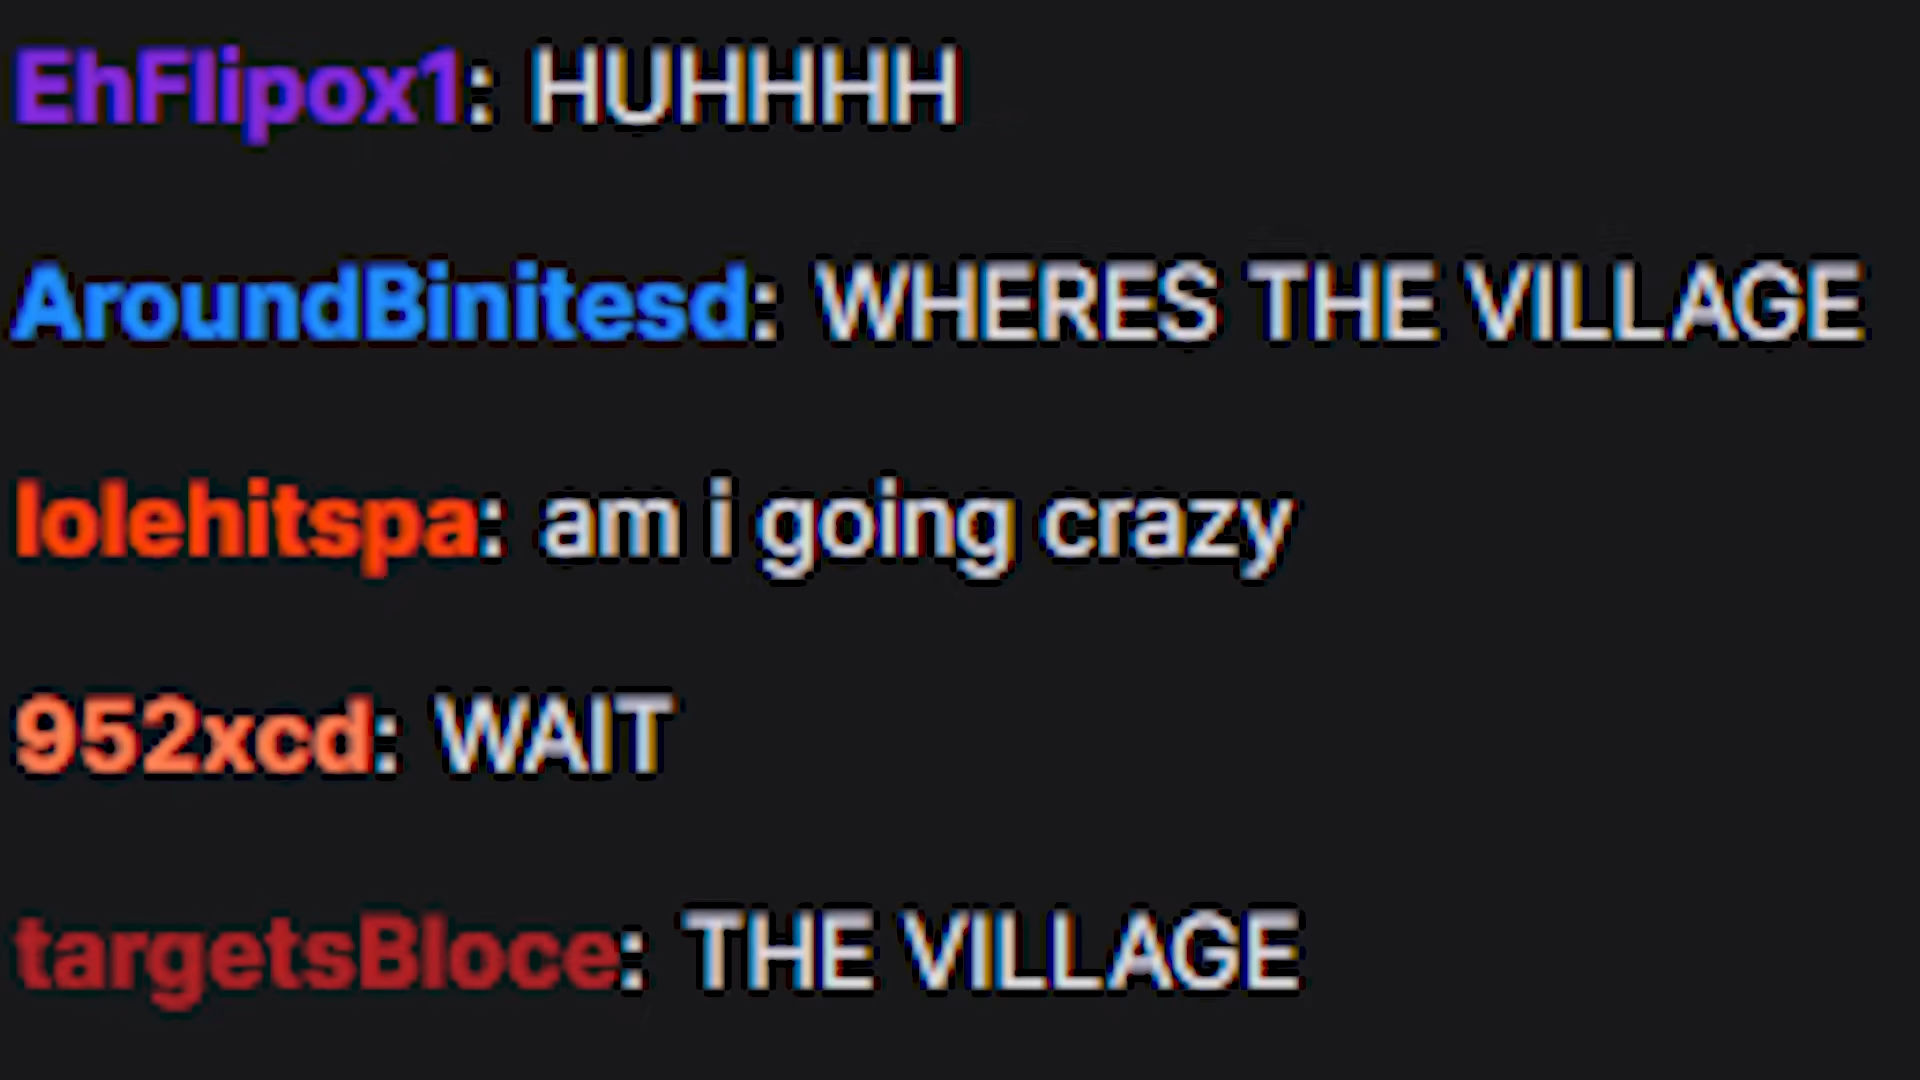 EhFlipox1: HUHHHH
AroundBinitesd: WHERES THE VILLAGE
lolehitspa: am i going crazy
952xcd: WAIT
targetsBloce: THE VILLAGE